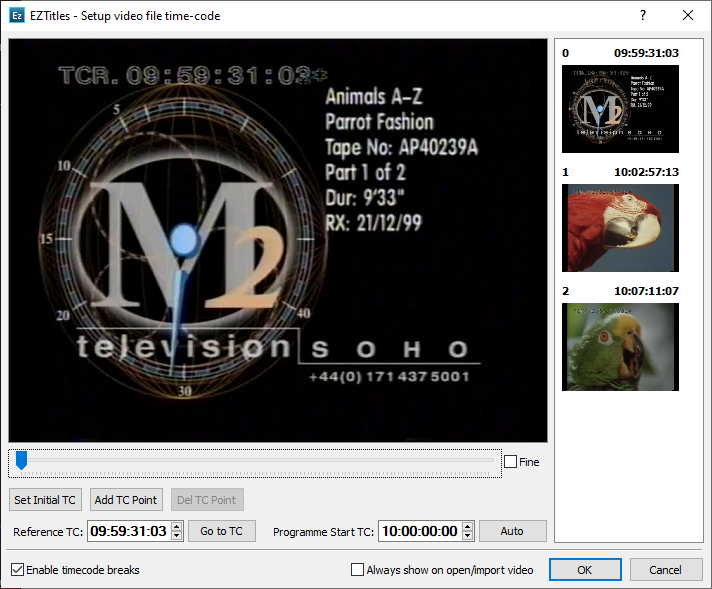 EZTitles - Setup video file time-code
TCR. 09:59:31:03*
Animals A-Z
Parrot Fashion
Tape No: AP40239A
Part 1 of 2
Dur: 9'33"
RX: 21/12/99
5
10
15
20
30
40
M2
television SOHO
+44(0) 171 437 5001
0 09:59:31:03
1 10:02:57:13
2 10:07:11:07
Fine
Set Initial TC Add TC Point Del TC Point
Reference TC: 09:59:31:03 Go to TC Programme Start TC: 10:00:00:00 Auto
Enable timecode breaks Always show on open/import video OK Cancel